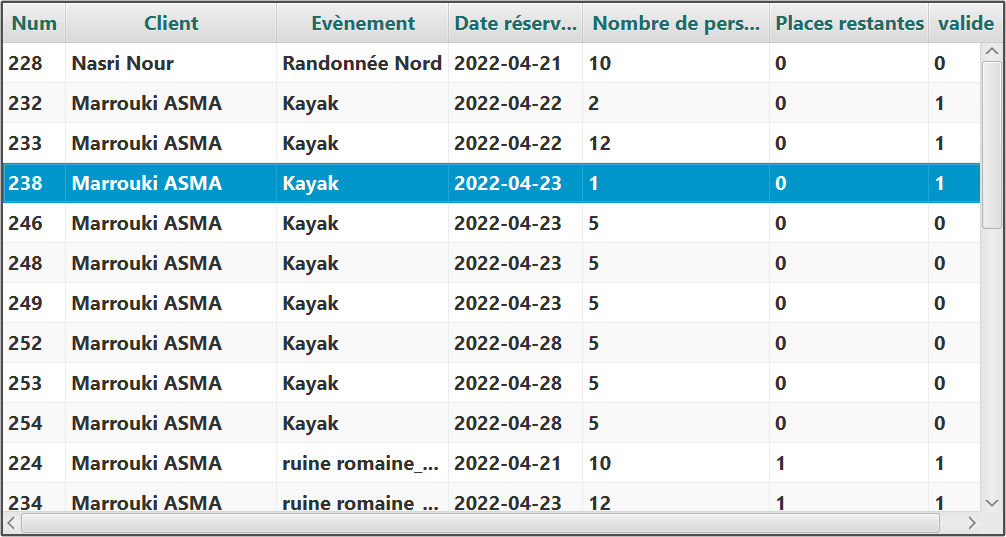 Num Client Evènement Date réserv... Nombre de pers... Places restantes valide
228 Nasri Nour Randonnée Nord 2022-04-21 10 0 0
232 Marrouki ASMA Kayak 2022-04-22 2 0 1
233 Marrouki ASMA Kayak 2022-04-22 12 0 1
238 Marrouki ASMA Kayak 2022-04-23 1 0 1
246 Marrouki ASMA Kayak 2022-04-23 5 0 0
248 Marrouki ASMA Kayak 2022-04-23 5 0 0
249 Marrouki ASMA Kayak 2022-04-23 5 0 0
252 Marrouki ASMA Kayak 2022-04-28 5 0 0
253 Marrouki ASMA Kayak 2022-04-28 5 0 0
254 Marrouki ASMA Kayak 2022-04-28 5 0 0
224 Marrouki ASMA ruine romaine_... 2022-04-21 10 1 1
234 Marrouki ASMA ruine romaine_... 2022-04-23 12 1 1